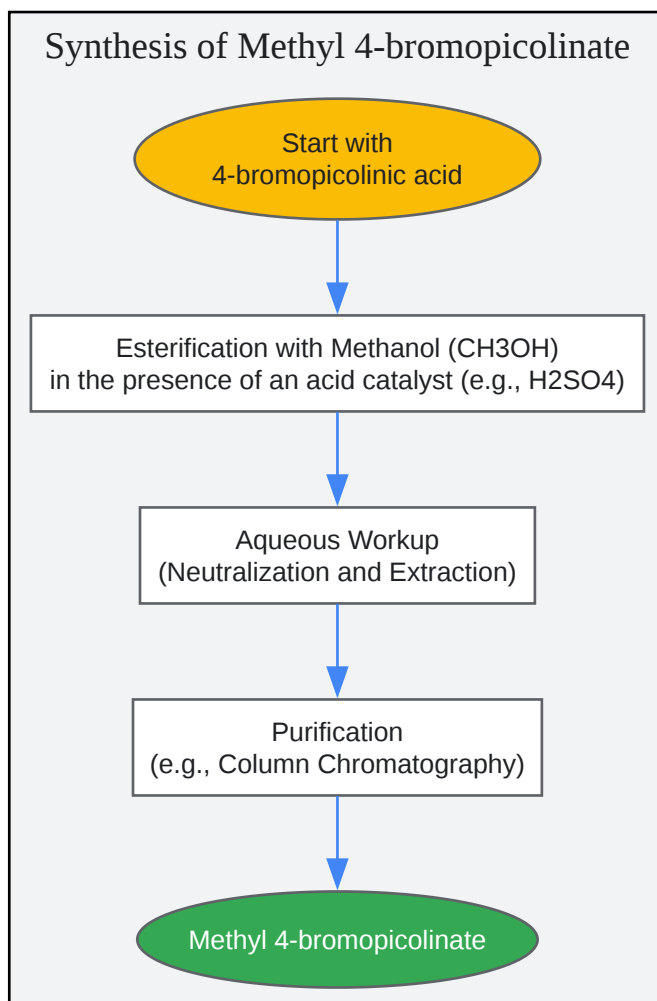 Synthesis of Methyl 4-bromopicolinate
Start with
4-bromopicolinic acid
Esterification with Methanol (CH3OH)
in the presence of an acid catalyst (e.g., H2SO4)
Aqueous Workup
(Neutralization and Extraction)
Purification
(e.g., Column Chromatography)
Methyl 4-bromopicolinate